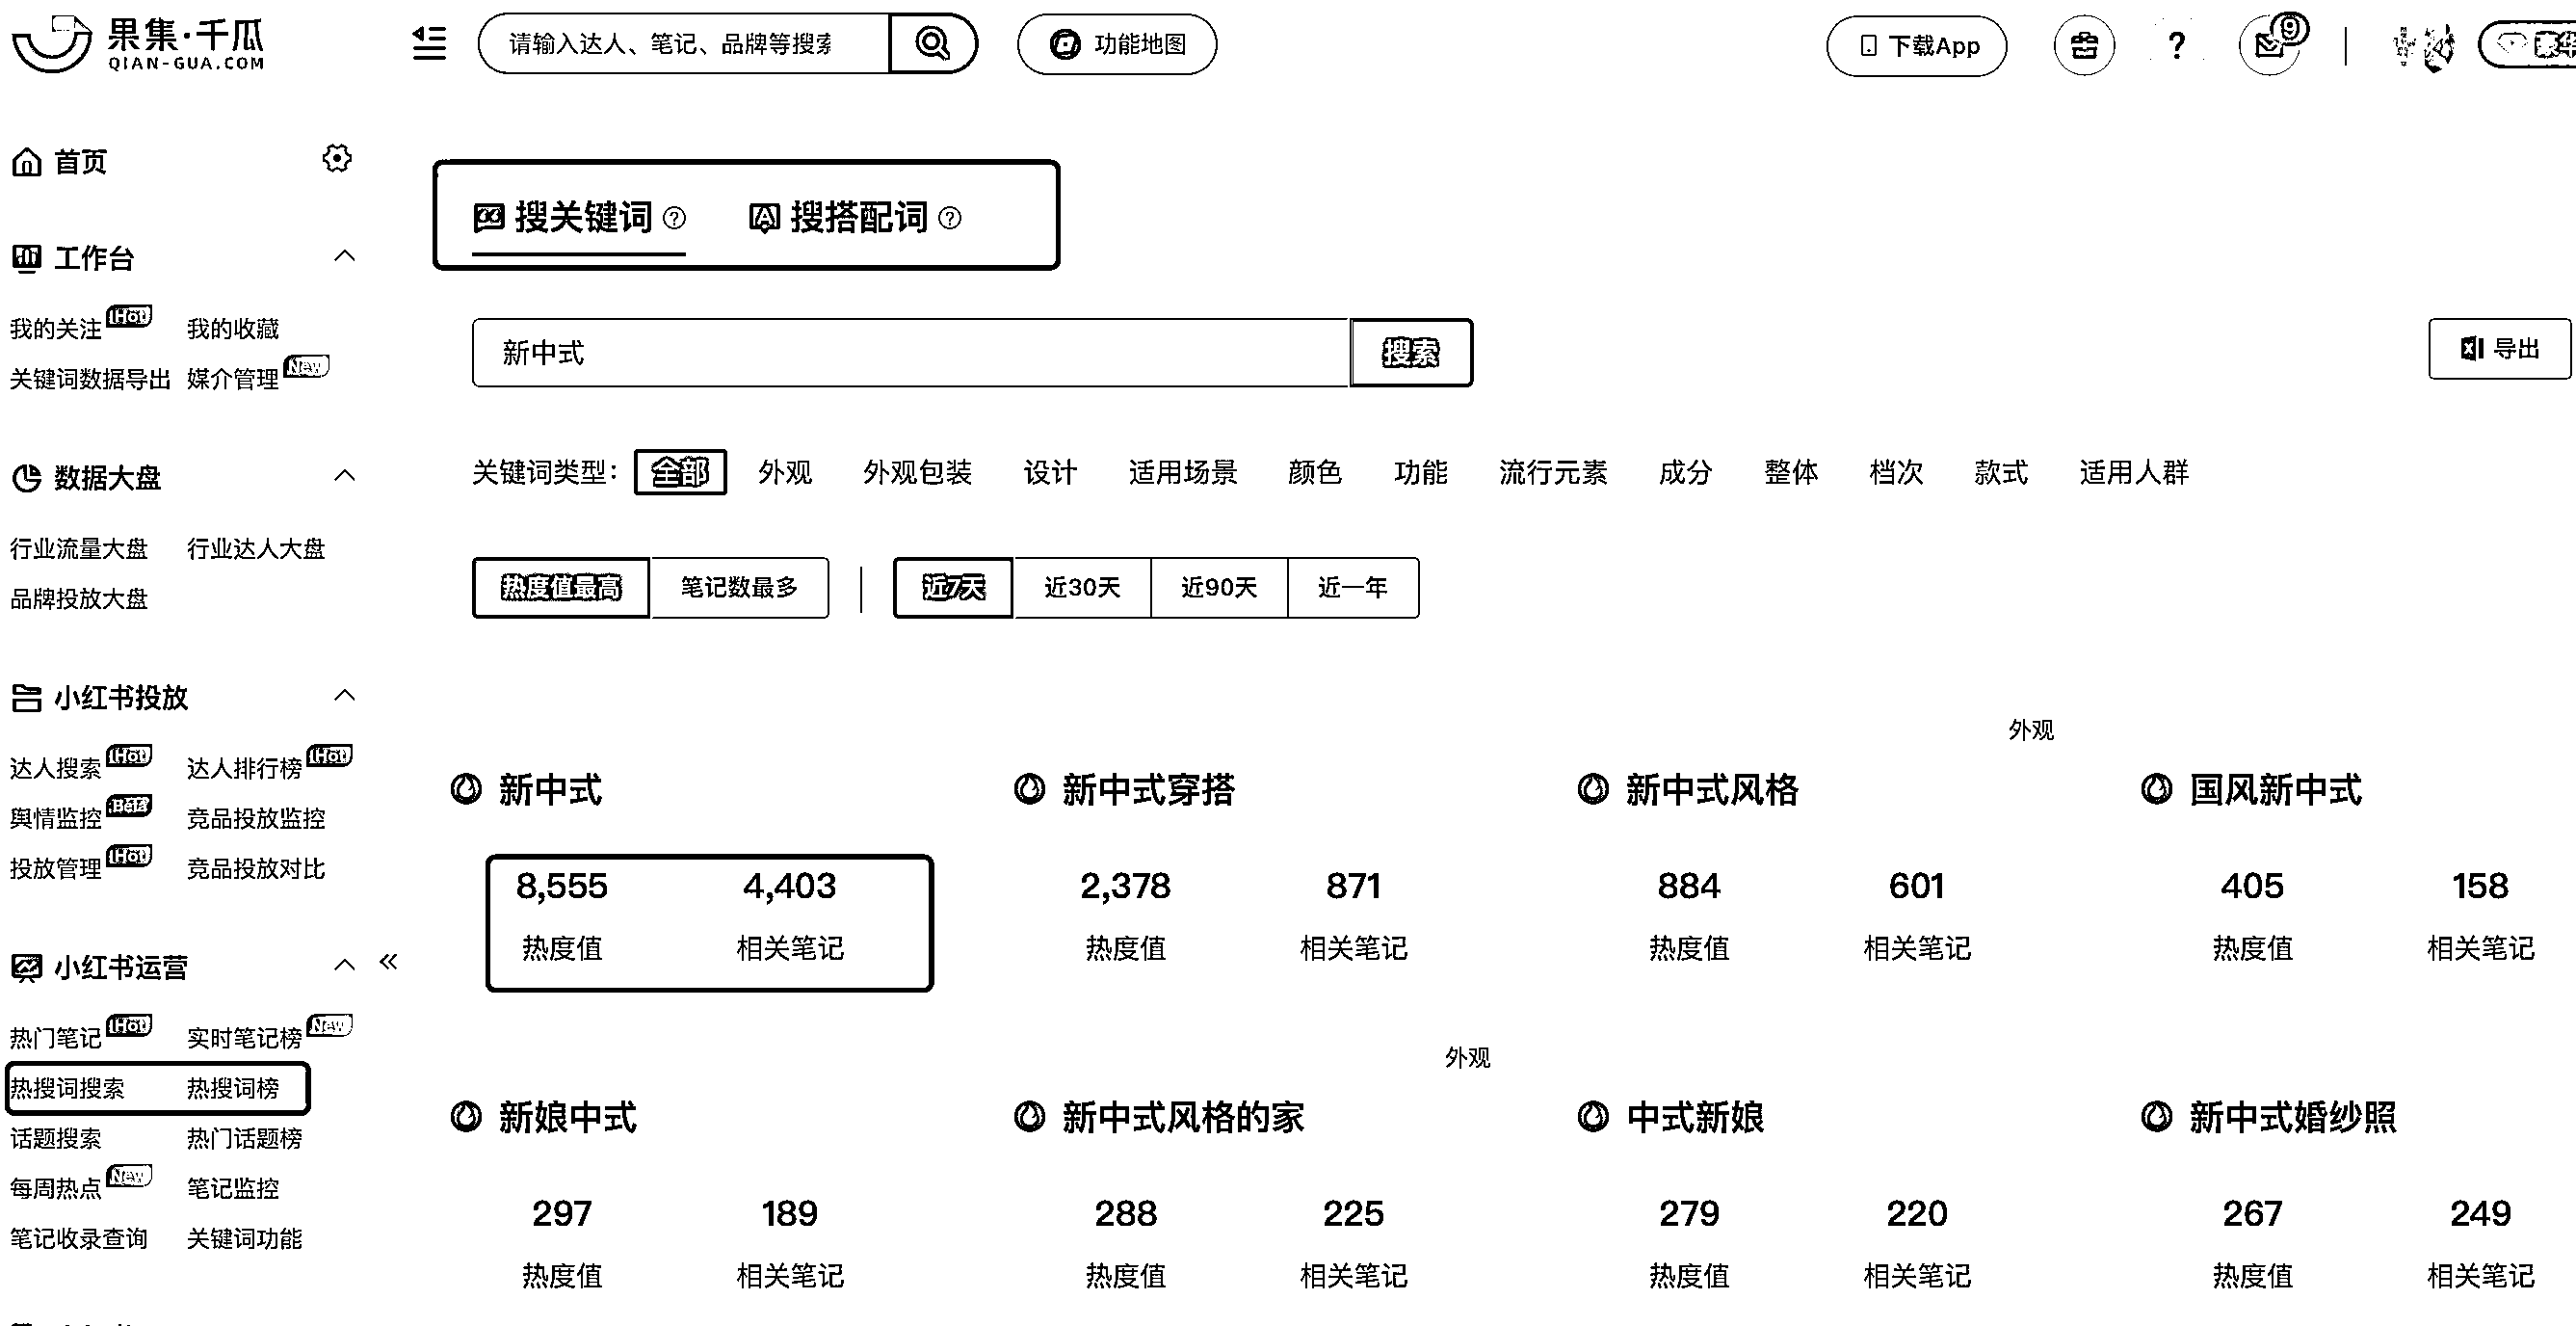 果集·千瓜
QIAN-GUA.COM
请输入达人、笔记、品牌等搜索
功能地图
下载App
?
9
首页
工作台
我的关注 Hot 我的收藏
关键词数据导出 媒介管理 New
数据大盘
行业流量大盘 行业达人大盘
品牌投放大盘
小红书投放
达人搜索 Hot 达人排行榜 Hot
舆情监控 Beta 竞品投放监控
投放管理 Hot 竞品投放对比
小红书运营
热门笔记 Hot 实时笔记榜 New
热搜词搜索 热搜词榜
话题搜索 热门话题榜
每周热点 New 笔记监控
笔记收录查询 关键词功能
搜关键词 ? 搜搭配词 ?
新中式 搜索 导出
关键词类型: 全部 外观 外观包装 设计 适用场景 颜色 功能 流行元素 成分 整体 档次 款式 适用人群
热度值最高 笔记数最多 近7天 近30天 近90天 近一年
外观
新中式 新中式穿搭 新中式风格 国风新中式
8,555 4,403 2,378 871 884 601 405 158
热度值 相关笔记 热度值 相关笔记 热度值 相关笔记 热度值 相关笔记
外观
新娘中式 新中式风格的家 中式新娘 新中式婚纱照
297 189 288 225 279 220 267 249
热度值 相关笔记 热度值 相关笔记 热度值 相关笔记 热度值 相关笔记